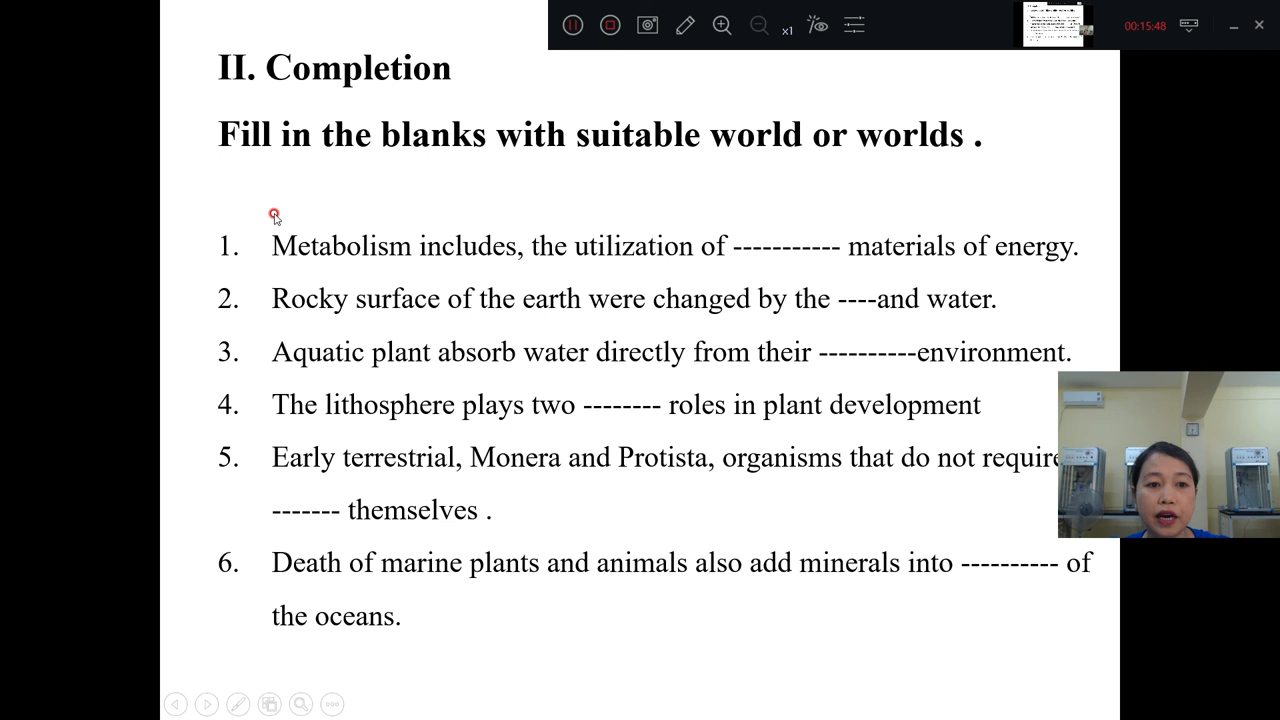 x1
00:15:48
II. Completion
Fill in the blanks with suitable world or worlds .
1. Metabolism includes, the utilization of ----------- materials of energy.
2. Rocky surface of the earth were changed by the ----and water.
3. Aquatic plant absorb water directly from their ----------environment.
4. The lithosphere plays two -------- roles in plant development
5. Early terrestrial, Monera and Protista, organisms that do not require
------- themselves .
6. Death of marine plants and animals also add minerals into ---------- of
the oceans.